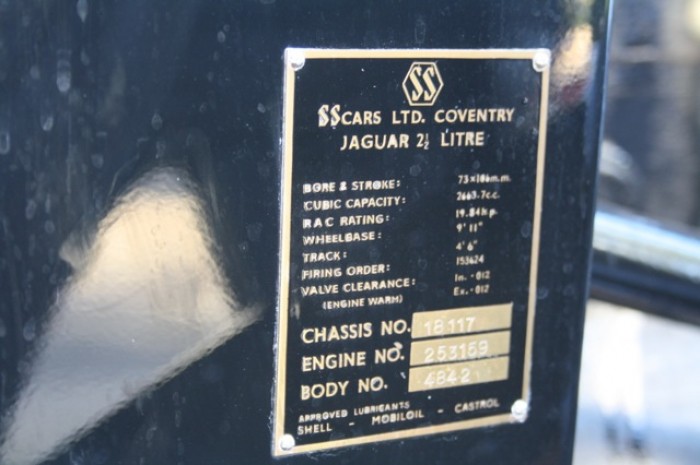 SS
SS CARS LTD. COVENTRY
JAGUAR 2½ LITRE
BORE & STROKE: 73×106m.m.
CUBIC CAPACITY: 2663.7c.c.
R A C RATING: 19.84 h.p.
WHEELBASE: 9' 11"
TRACK: 4' 6"
FIRING ORDER: 153624
VALVE CLEARANCE: In. ·012
(ENGINE WARM) Ex. ·012
CHASSIS NO. 18117
ENGINE NO. 253159
BODY NO. 4842
APPROVED LUBRICANTS
SHELL - MOBILOIL - CASTROL